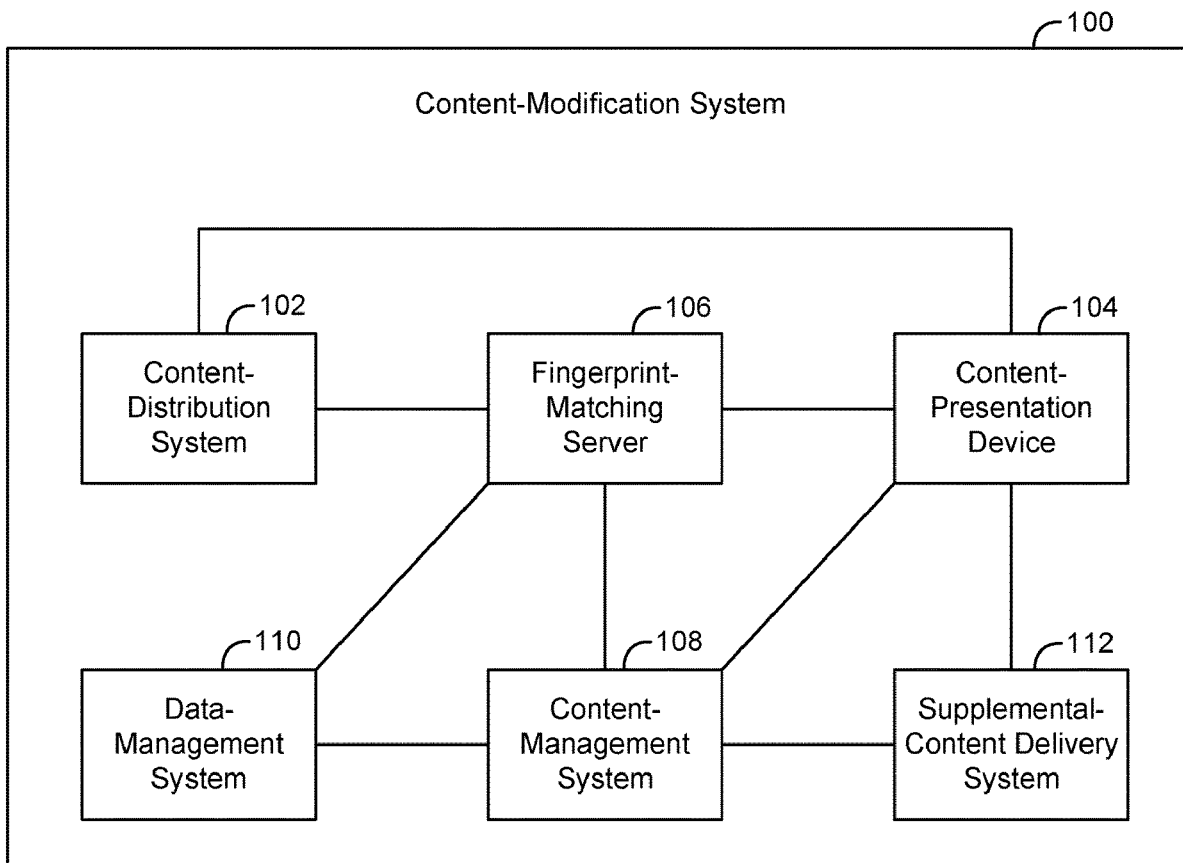 100
Content-Modification System
102
106
104
Content-
Distribution
System
Fingerprint-
Matching
Server
Content-
Presentation
Device
110
108
112
Data-
Management
System
Content-
Management
System
Supplemental-
Content Delivery
System